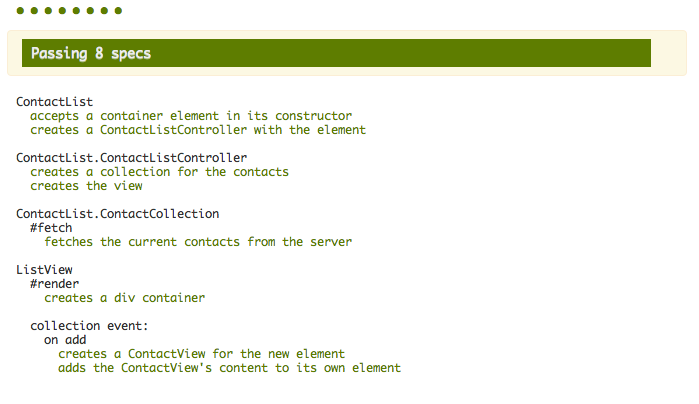 Passing 8 specs
ContactList
accepts a container element in its constructor
creates a ContactListController with the element
ContactList.ContactListController
creates a collection for the contacts
creates the view
ContactList.ContactCollection
#fetch
fetches the current contacts from the server
ListView
#render
creates a div container
collection event:
on add
creates a ContactView for the new element
adds the ContactView's content to its own element